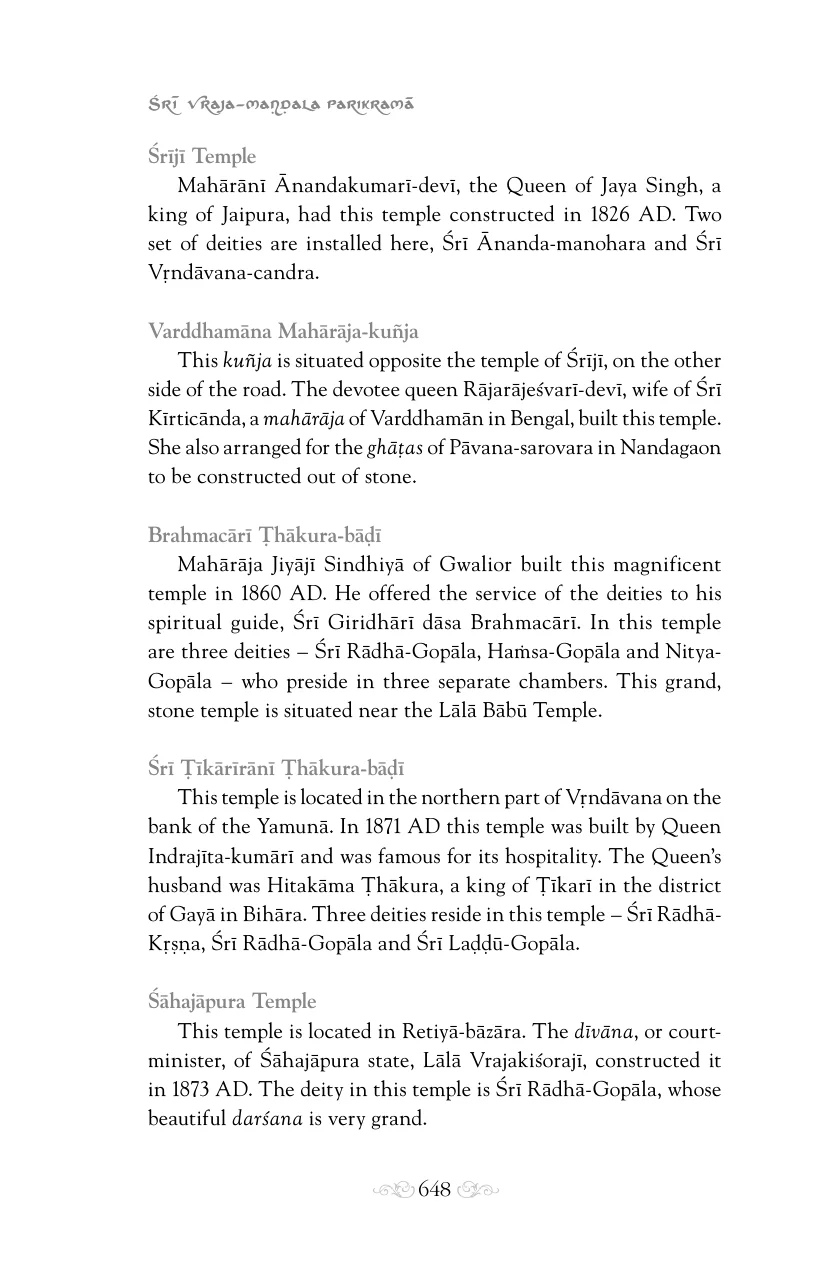 Śrī Vraja-maṇḍala Parikramā
Śrījī Temple
Mahārānī Ānandakumarī-devī, the Queen of Jaya Singh, a
king of Jaipura, had this temple constructed in 1826 AD. Two
set of deities are installed here, Śrī Ānanda-manohara and Śrī
Vṛndāvana-candra.
Varddhamāna Mahārāja-kuñja
This kuñja is situated opposite the temple of Śrījī, on the other
side of the road. The devotee queen Rājarājeśvarī-devī, wife of Śrī
Kīrticānda, a mahārāja of Varddhamān in Bengal, built this temple.
She also arranged for the ghāṭas of Pāvana-sarovara in Nandagaon
to be constructed out of stone.
Brahmacārī Ṭhākura-bāḍī
Mahārāja Jiyājī Sindhiyā of Gwalior built this magnificent
temple in 1860 AD. He offered the service of the deities to his
spiritual guide, Śrī Giridhārī dāsa Brahmacārī. In this temple
are three deities – Śrī Rādhā-Gopāla, Haṁsa-Gopāla and Nitya-
Gopāla – who preside in three separate chambers. This grand,
stone temple is situated near the Lālā Bābū Temple.
Śrī Ṭīkārīrānī Ṭhākura-bāḍī
This temple is located in the northern part of Vṛndāvana on the
bank of the Yamunā. In 1871 AD this temple was built by Queen
Indrajīta-kumārī and was famous for its hospitality. The Queen’s
husband was Hitakāma Ṭhākura, a king of Ṭīkarī in the district
of Gayā in Bihāra. Three deities reside in this temple – Śrī Rādhā-
Kṛṣṇa, Śrī Rādhā-Gopāla and Śrī Laḍḍū-Gopāla.
Śāhajāpura Temple
This temple is located in Retiyā-bāzāra. The dīvāna, or court-
minister, of Śāhajāpura state, Lālā Vrajakiśorajī, constructed it
in 1873 AD. The deity in this temple is Śrī Rādhā-Gopāla, whose
beautiful darśana is very grand.
648